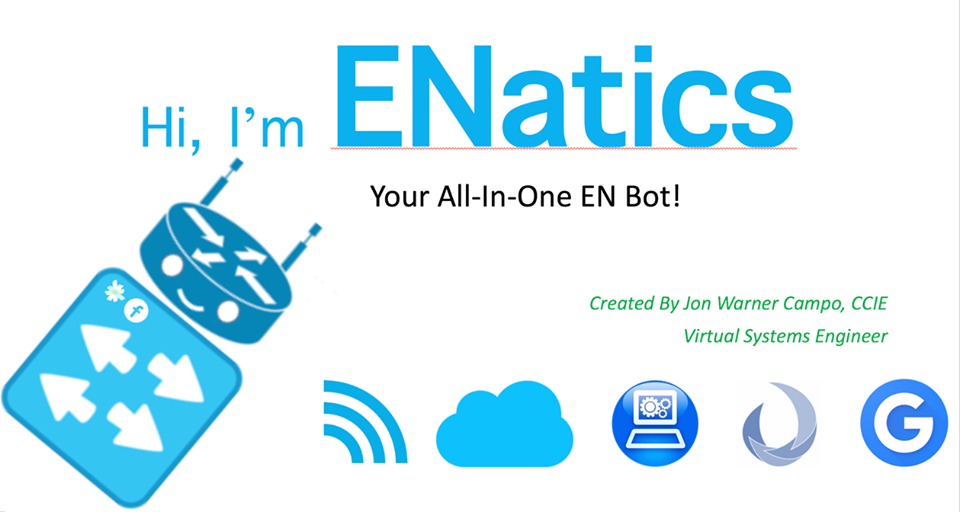 Hi, I'm ENatics
Your All-In-One EN Bot!
Created By Jon Warner Campo, CCIE
Virtual Systems Engineer
f
G